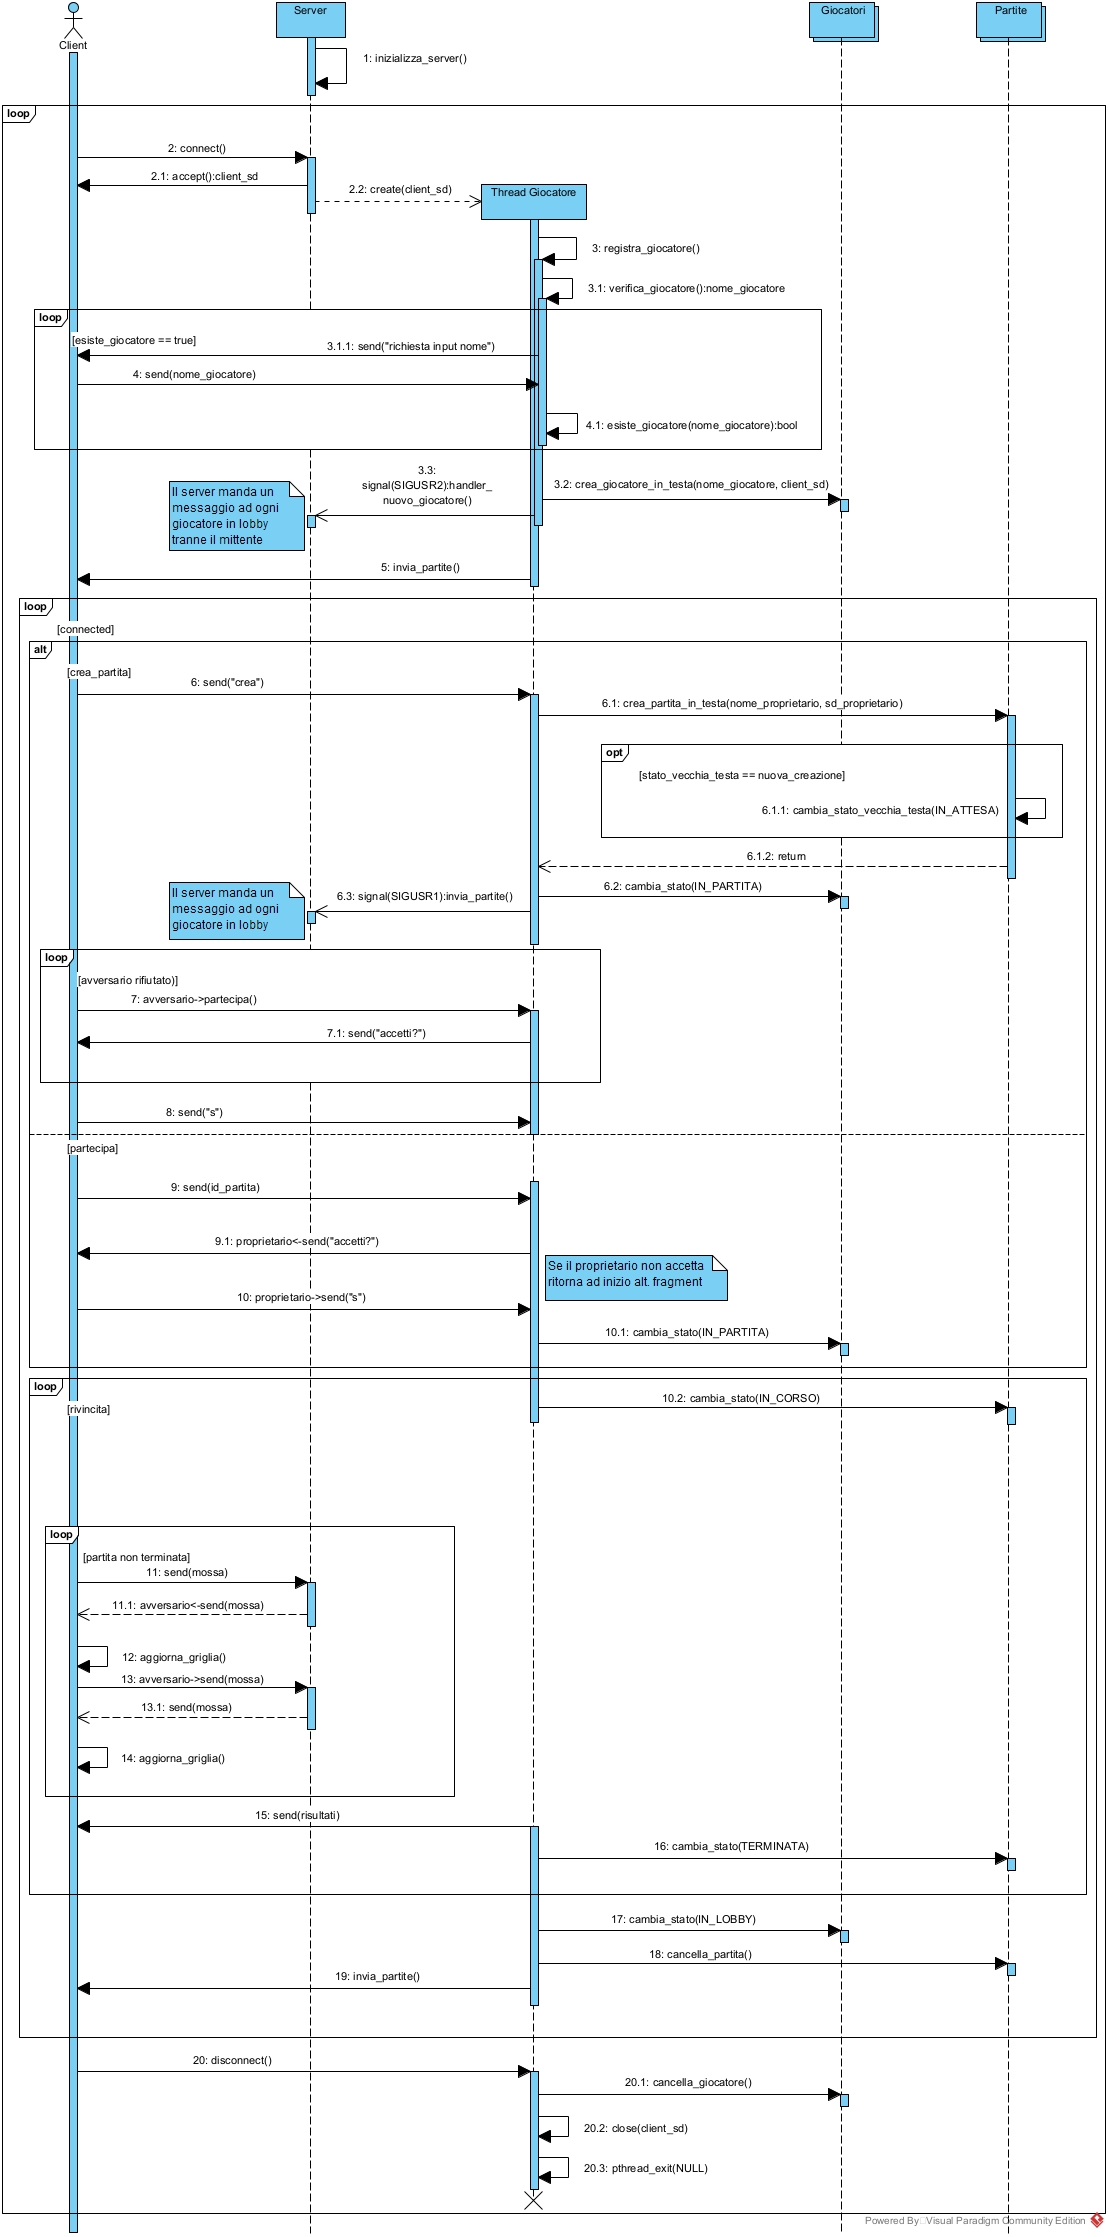 Client
Server
Giocatori
Partite
1: inizializza_server()
loop
2: connect()
2.1: accept():client_sd
2.2: create(client_sd)
Thread Giocatore
3: registra_giocatore()
3.1: verifica_giocatore():nome_giocatore
loop
[esiste_giocatore == true]
3.1.1: send("richiesta input nome")
4: send(nome_giocatore)
4.1: esiste_giocatore(nome_giocatore):bool
3.3:
signal(SIGUSR2):handler_
nuovo_giocatore()
3.2: crea_giocatore_in_testa(nome_giocatore, client_sd)
Il server manda un
messaggio ad ogni
giocatore in lobby
tranne il mittente
5: invia_partite()
loop
[connected]
alt
[crea_partita]
6: send("crea")
6.1: crea_partita_in_testa(nome_proprietario, sd_proprietario)
opt
[stato_vecchia_testa == nuova_creazione]
6.1.1: cambia_stato_vecchia_testa(IN_ATTESA)
6.1.2: return
6.2: cambia_stato(IN_PARTITA)
6.3: signal(SIGUSR1):invia_partite()
Il server manda un
messaggio ad ogni
giocatore in lobby
loop
[avversario rifiutato)]
7: avversario->partecipa()
7.1: send("accetti?")
8: send("s")
[partecipa]
9: send(id_partita)
9.1: proprietario<-send("accetti?")
Se il proprietario non accetta
ritorna ad inizio alt. fragment
10: proprietario->send("s")
10.1: cambia_stato(IN_PARTITA)
loop
[rivincita]
10.2: cambia_stato(IN_CORSO)
loop
[partita non terminata]
11: send(mossa)
11.1: avversario<-send(mossa)
12: aggiorna_griglia()
13: avversario->send(mossa)
13.1: send(mossa)
14: aggiorna_griglia()
15: send(risultati)
16: cambia_stato(TERMINATA)
17: cambia_stato(IN_LOBBY)
18: cancella_partita()
19: invia_partite()
20: disconnect()
20.1: cancella_giocatore()
20.2: close(client_sd)
20.3: pthread_exit(NULL)
Powered By Visual Paradigm Community Edition